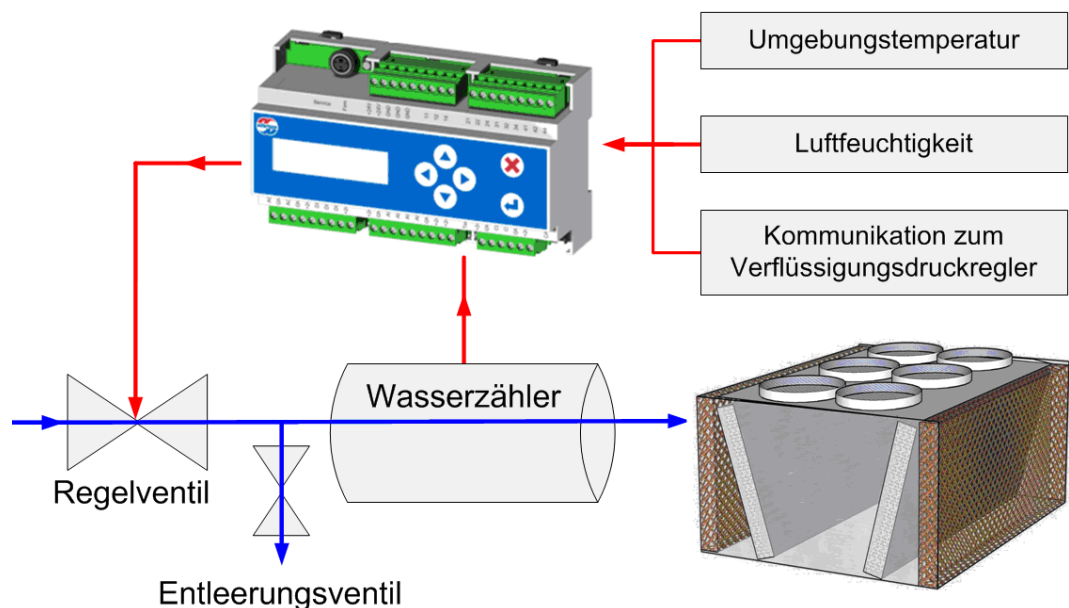 Umgebungstemperatur
Luftfeuchtigkeit
Kommunikation zum
Verflüssigungsdruckregler
Wasserzähler
Regelventil
Entleerungsventil